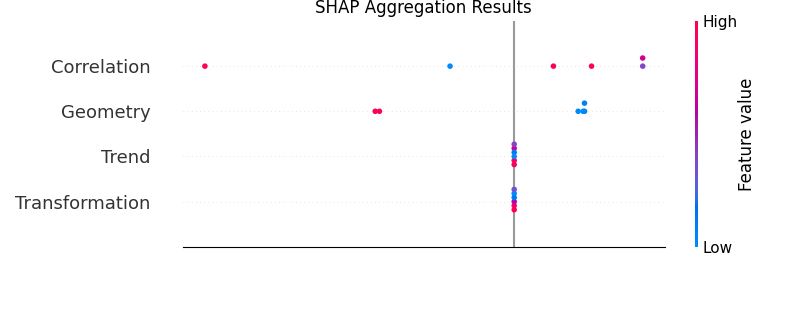 SHAP Aggregation Results
High
Correlation
Geometry
Trend
Transformation
Feature value
Low